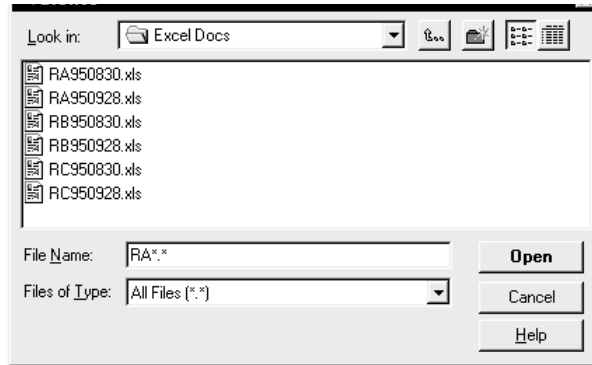 Look in: Excel Docs
RA950830.xls
RA950928.xls
RB950830.xls
RB950928.xls
RC950830.xls
RC950928.xls
File Name: RA*.* Open
Files of Type: All Files (*.*) Cancel
Help